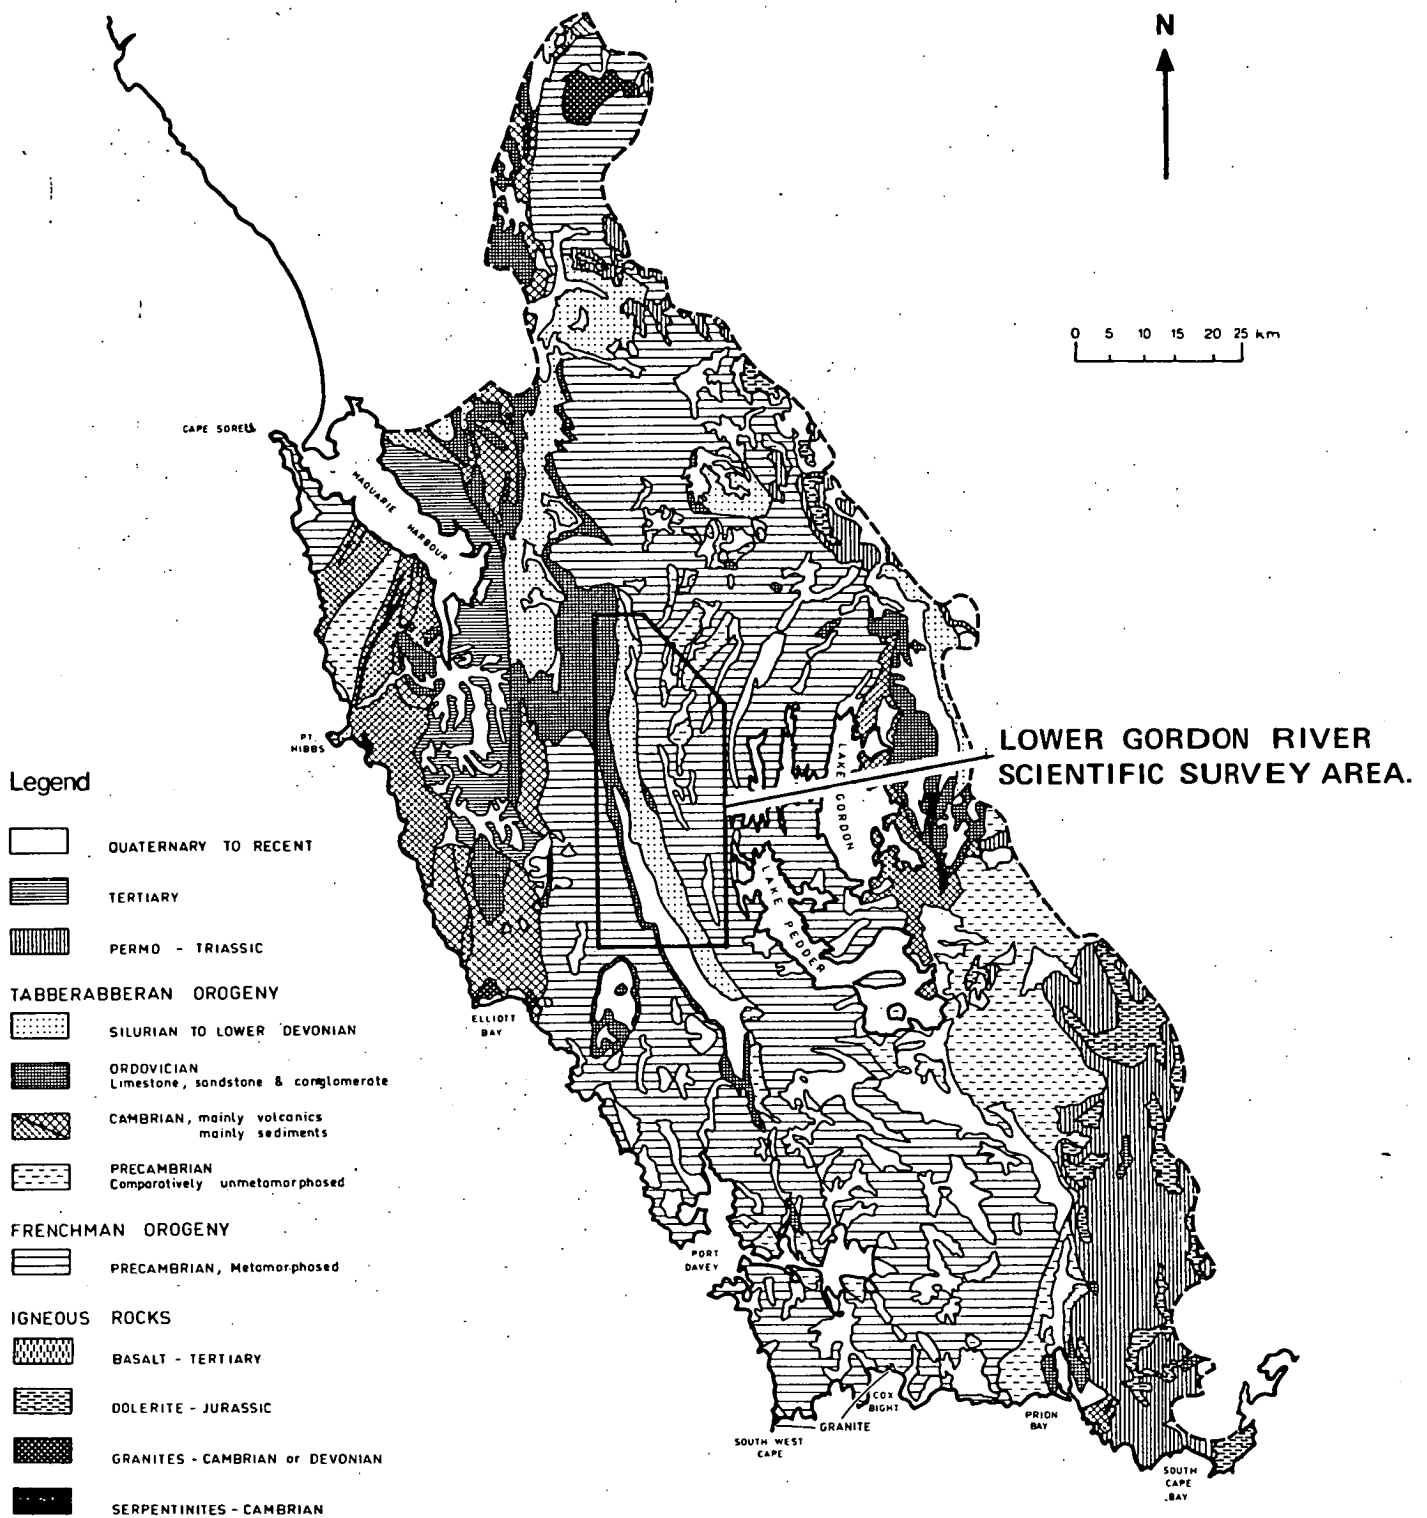 N
0 5 10 15 20 25 km
CAPE SORELL
MAQUARIE HARBOUR
PT.
HIBBS
LAKE GORDON
LOWER GORDON RIVER
SCIENTIFIC SURVEY AREA.
LAKE PEDDER
ELLIOTT
BAY
PORT
DAVEY
COX
BIGHT
GRANITE
SOUTH WEST
CAPE
PRION
BAY
SOUTH
CAPE
BAY
Legend
QUATERNARY TO RECENT
TERTIARY
PERMO - TRIASSIC
TABBERABBERAN OROGENY
SILURIAN TO LOWER DEVONIAN
ORDOVICIAN
Limestone, sandstone & conglomerate
CAMBRIAN, mainly volcanics
mainly sediments
PRECAMBRIAN
Comparatively unmetamorphosed
FRENCHMAN OROGENY
PRECAMBRIAN, Metamorphosed
IGNEOUS ROCKS
BASALT - TERTIARY
DOLERITE - JURASSIC
GRANITES - CAMBRIAN or DEVONIAN
SERPENTINITES - CAMBRIAN